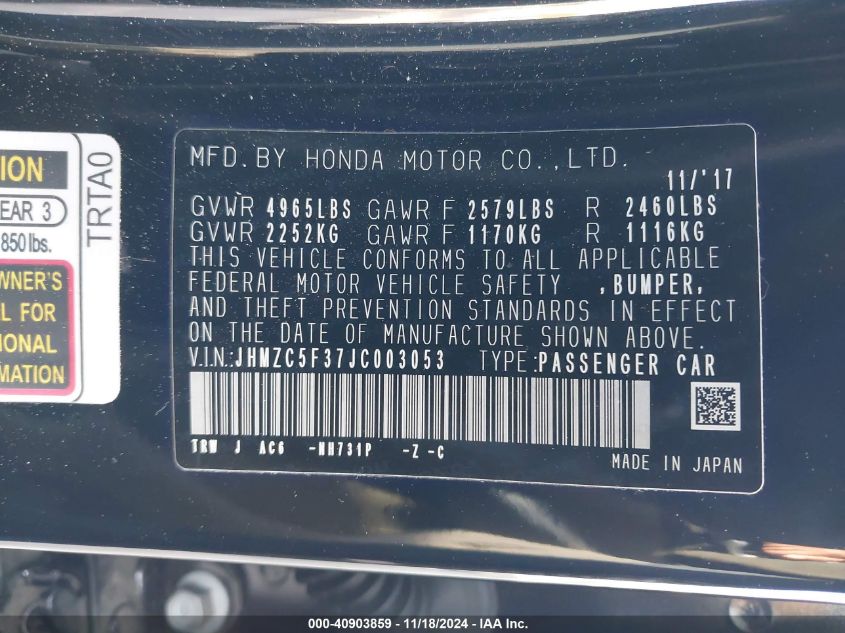 ION
EAR 3
850 lbs.
WNER'S
L FOR
IONAL
MATION
TRTA0
MFD. BY HONDA MOTOR CO., LTD.
11/'17
GVWR 4965LBS GAWR F 2579LBS R 2460LBS
GVWR 2252KG GAWR F 1170KG R 1116KG
THIS VEHICLE CONFORMS TO ALL APPLICABLE
FEDERAL MOTOR VEHICLE SAFETY ,BUMPER,
AND THEFT PREVENTION STANDARDS IN EFFECT
ON THE DATE OF MANUFACTURE SHOWN ABOVE.
V.I.N.:JHMZC5F37JC003053 TYPE:PASSENGER CAR
TRW J AC6 -NH731P -Z -C
MADE IN JAPAN
000-40903859 - 11/18/2024 - IAA Inc.